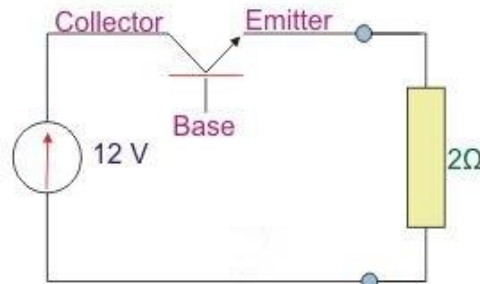 Collector
Emitter
Base
12 V
2Ω